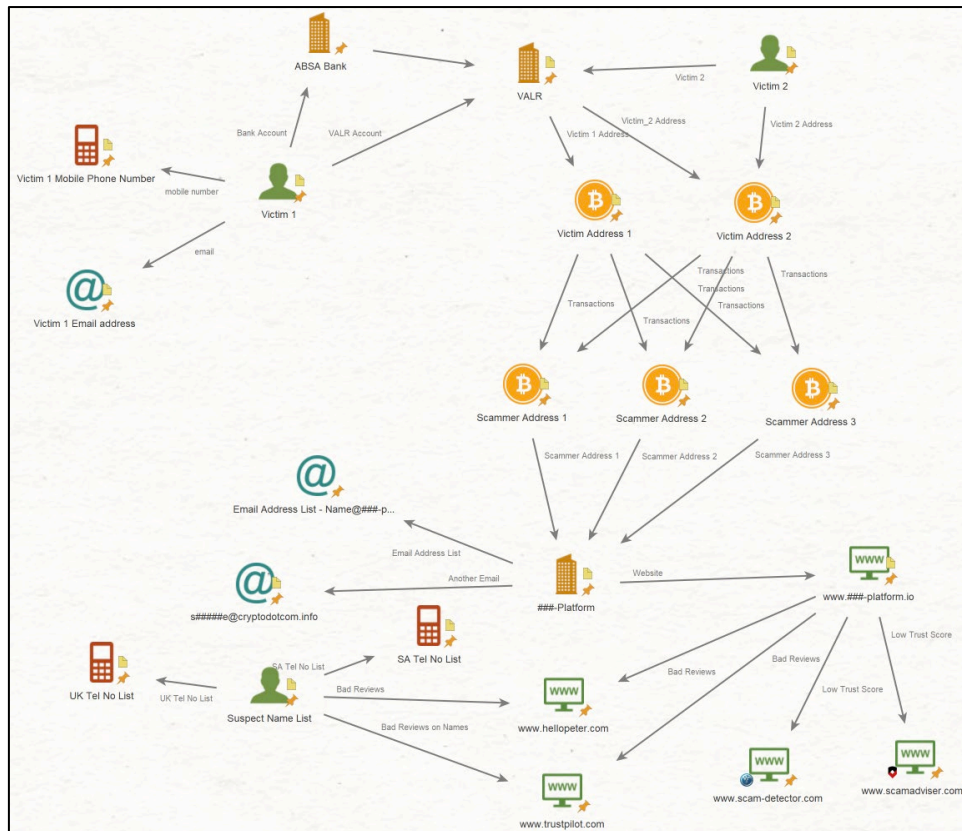 ABSA Bank
VALR
Victim 2
Victim 2
Bank Account
VALR Account
Victim 1 Address
Victim_2 Address
Victim 2 Address
Victim 1 Mobile Phone Number
mobile number
Victim 1
email
Victim 1 Email address
Victim Address 1
Victim Address 2
Transactions
Transactions
Transactions
Transactions
Transactions
Transactions
Scammer Address 1
Scammer Address 2
Scammer Address 3
Scammer Address 1
Scammer Address 2
Scammer Address 3
Email Address List - Name@###-p...
Email Address List
Another Email
s#####e@cryptodotcom.info
###-Platform
Website
WWW
www.###-platform.io
SA Tel No List
SA Tel No List
UK Tel No List
UK Tel No List
Suspect Name List
Bad Reviews
Bad Reviews on Names
Bad Reviews
Bad Reviews
Low Trust Score
Low Trust Score
WWW
www.hellopeter.com
WWW
www.trustpilot.com
WWW
www.scam-detector.com
WWW
www.scamadviser.com